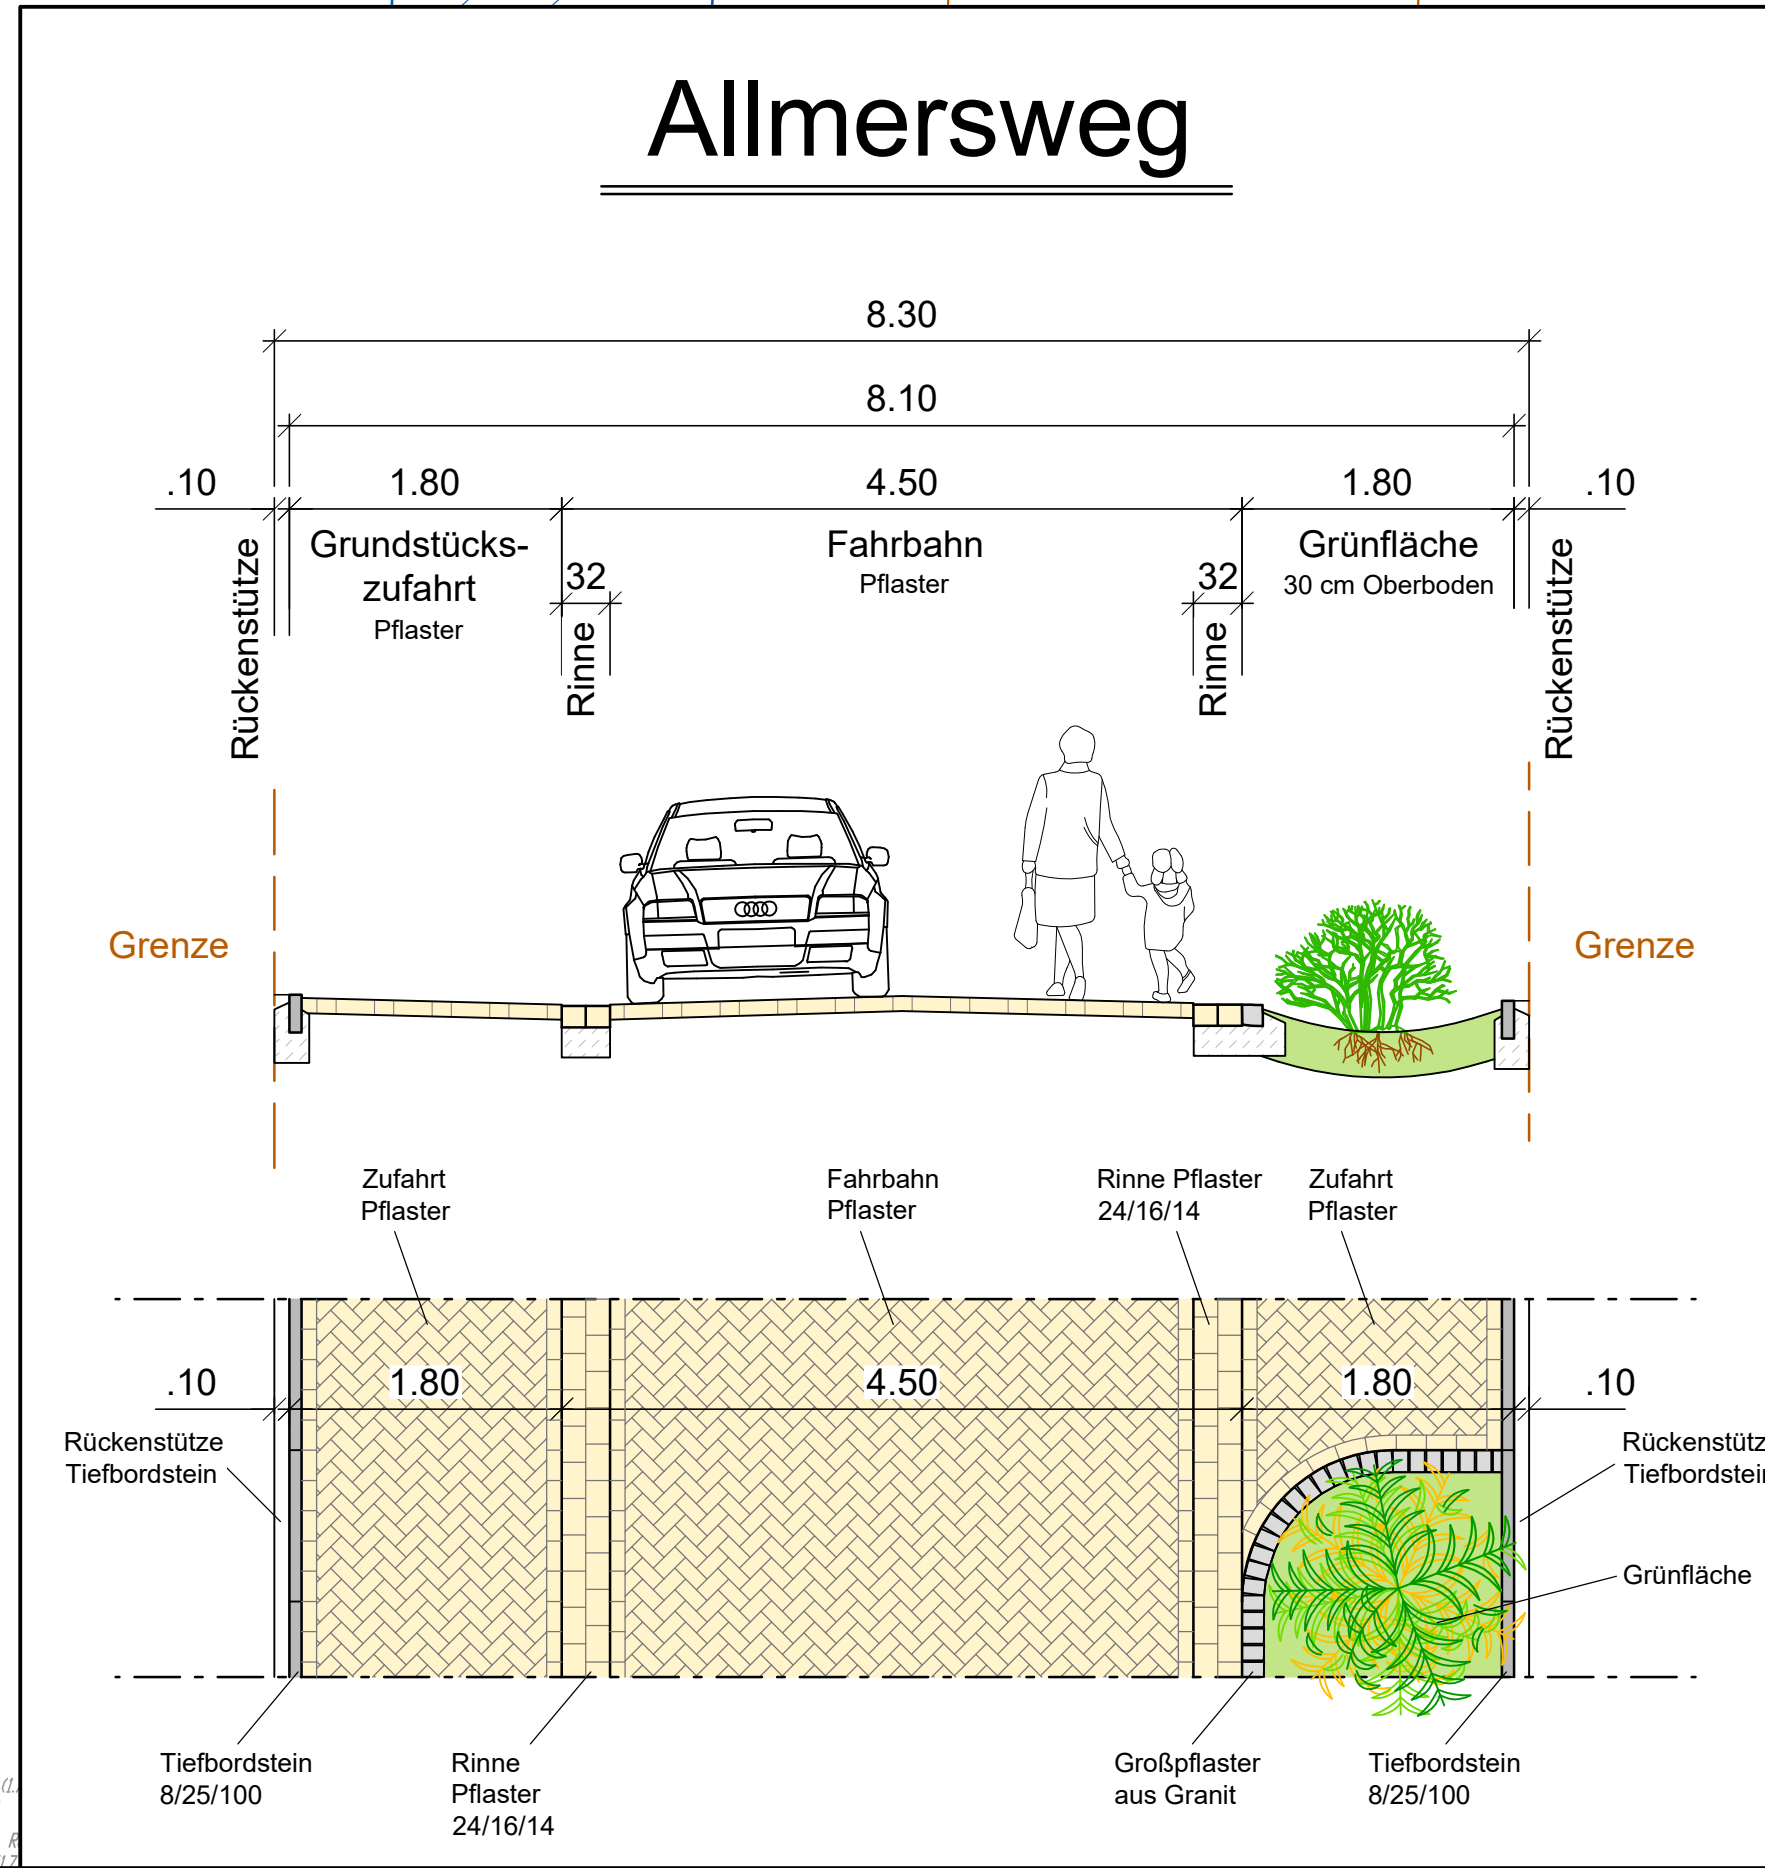 Allmersweg
8.30
8.10
.10
1.80
4.50
1.80
.10
Rückenstütze
Grundstücks-
zufahrt
Pflaster
32
Rinne
Fahrbahn
Pflaster
32
Rinne
Grünfläche
30 cm Oberboden
Rückenstütze
Grenze
Grenze
Zufahrt
Pflaster
Fahrbahn
Pflaster
Rinne Pflaster
24/16/14
Zufahrt
Pflaster
.10
1.80
4.50
1.80
.10
Rückenstütze
Tiefbordstein
Rückenstütz
Tiefbordstein
Grünfläche
Tiefbordstein
8/25/100
Rinne
Pflaster
24/16/14
Großpflaster
aus Granit
Tiefbordstein
8/25/100